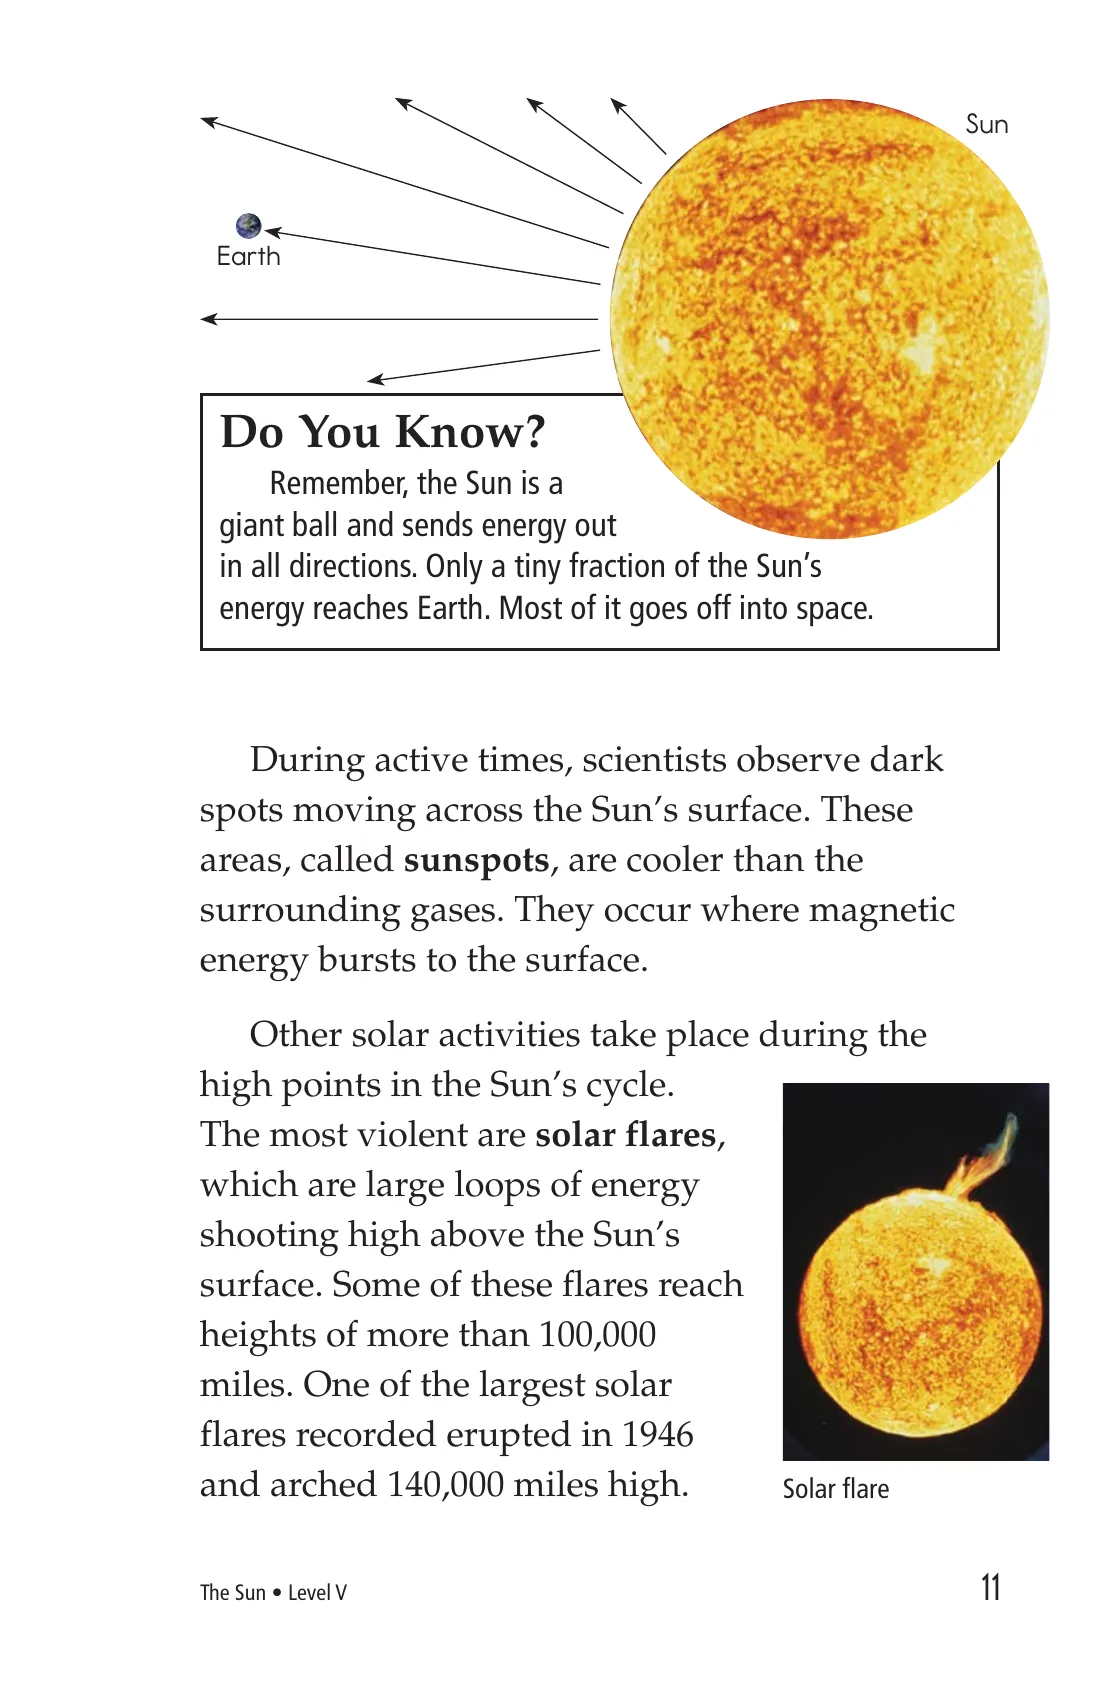 Sun
Earth
Do You Know?
Remember, the Sun is a
giant ball and sends energy out
in all directions. Only a tiny fraction of the Sun’s
energy reaches Earth. Most of it goes off into space.
During active times, scientists observe dark
spots moving across the Sun’s surface. These
areas, called sunspots, are cooler than the
surrounding gases. They occur where magnetic
energy bursts to the surface.
Other solar activities take place during the
high points in the Sun’s cycle.
The most violent are solar flares,
which are large loops of energy
shooting high above the Sun’s
surface. Some of these flares reach
heights of more than 100,000
miles. One of the largest solar
flares recorded erupted in 1946
and arched 140,000 miles high.
Solar flare
The Sun • Level V
11